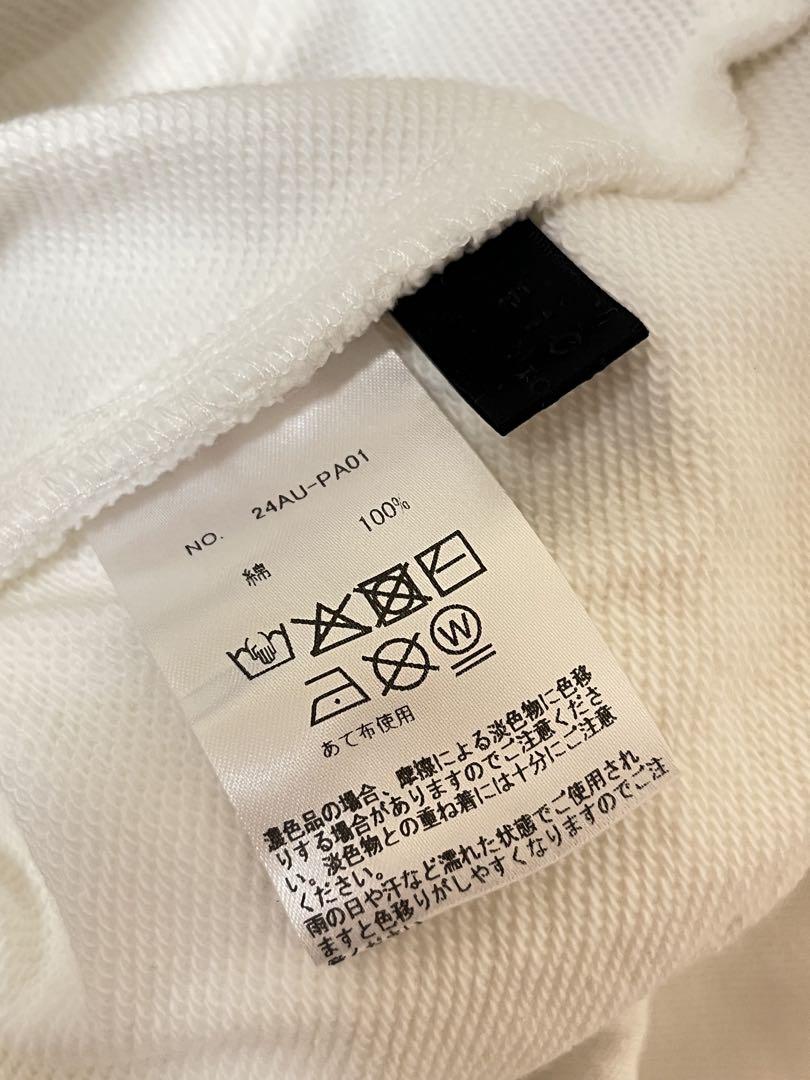 NO. 24AU-PA01
綿 100%
W
あて布使用
濃色品の場合、摩擦による淡色物に色移
りする場合がありますのでご注意くださ
い。淡色物との重ね着には十分にご注意
ください。
雨の日や汗など濡れた状態でご使用され
ますと色移りがしやすくなりますのでご注